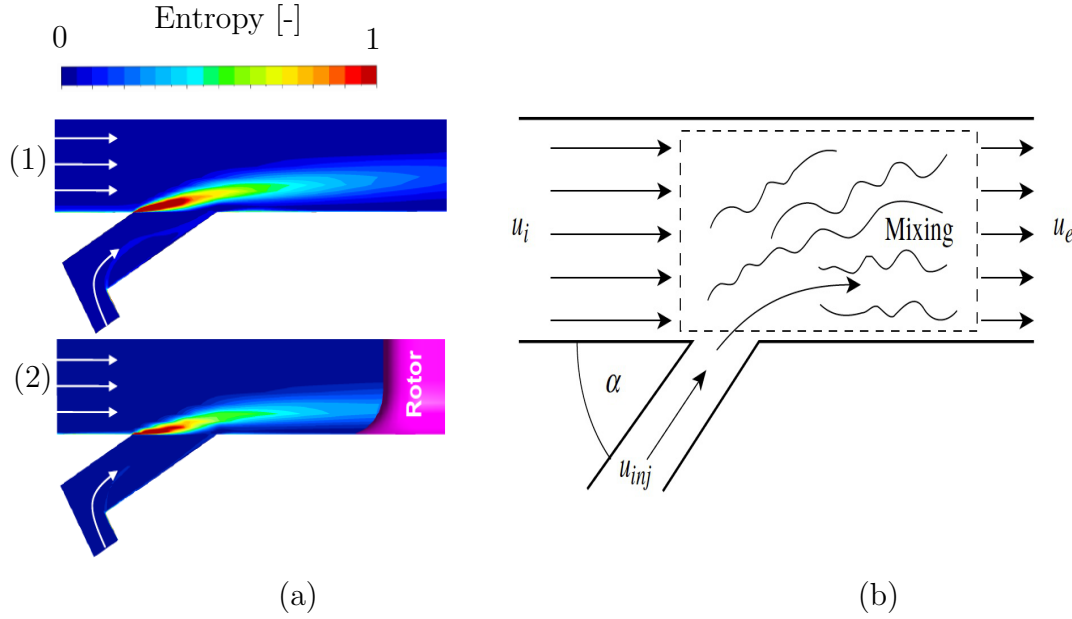 Entropy [-]
0
1
(1)
(2)
Rotor
(a)
u_i
Mixing
u_e
α
u_inj
(b)